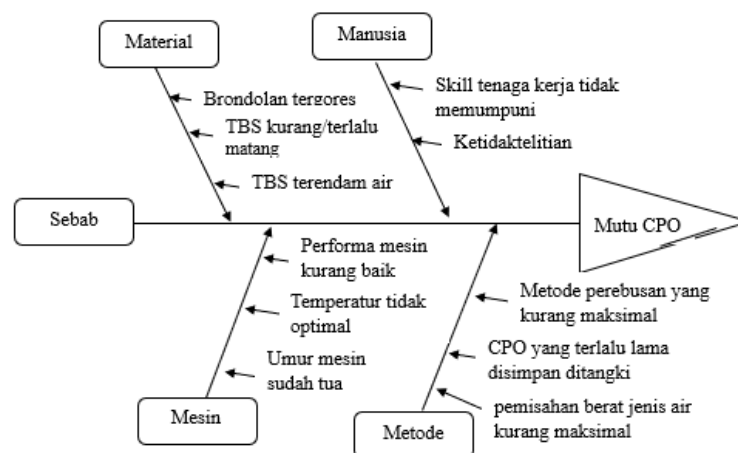 Material
Manusia
Brondolan tergores
TBS kurang/terlalu
matang
TBS terendam air
Skill tenaga kerja tidak
memumpuni
Ketidaktelitian
Sebab
Mutu CPO
Performa mesin
kurang baik
Temperatur tidak
optimal
Umur mesin
sudah tua
Metode perebusan yang
kurang maksimal
CPO yang terlalu lama
disimpan ditangki
pemisahan berat jenis air
kurang maksimal
Mesin
Metode